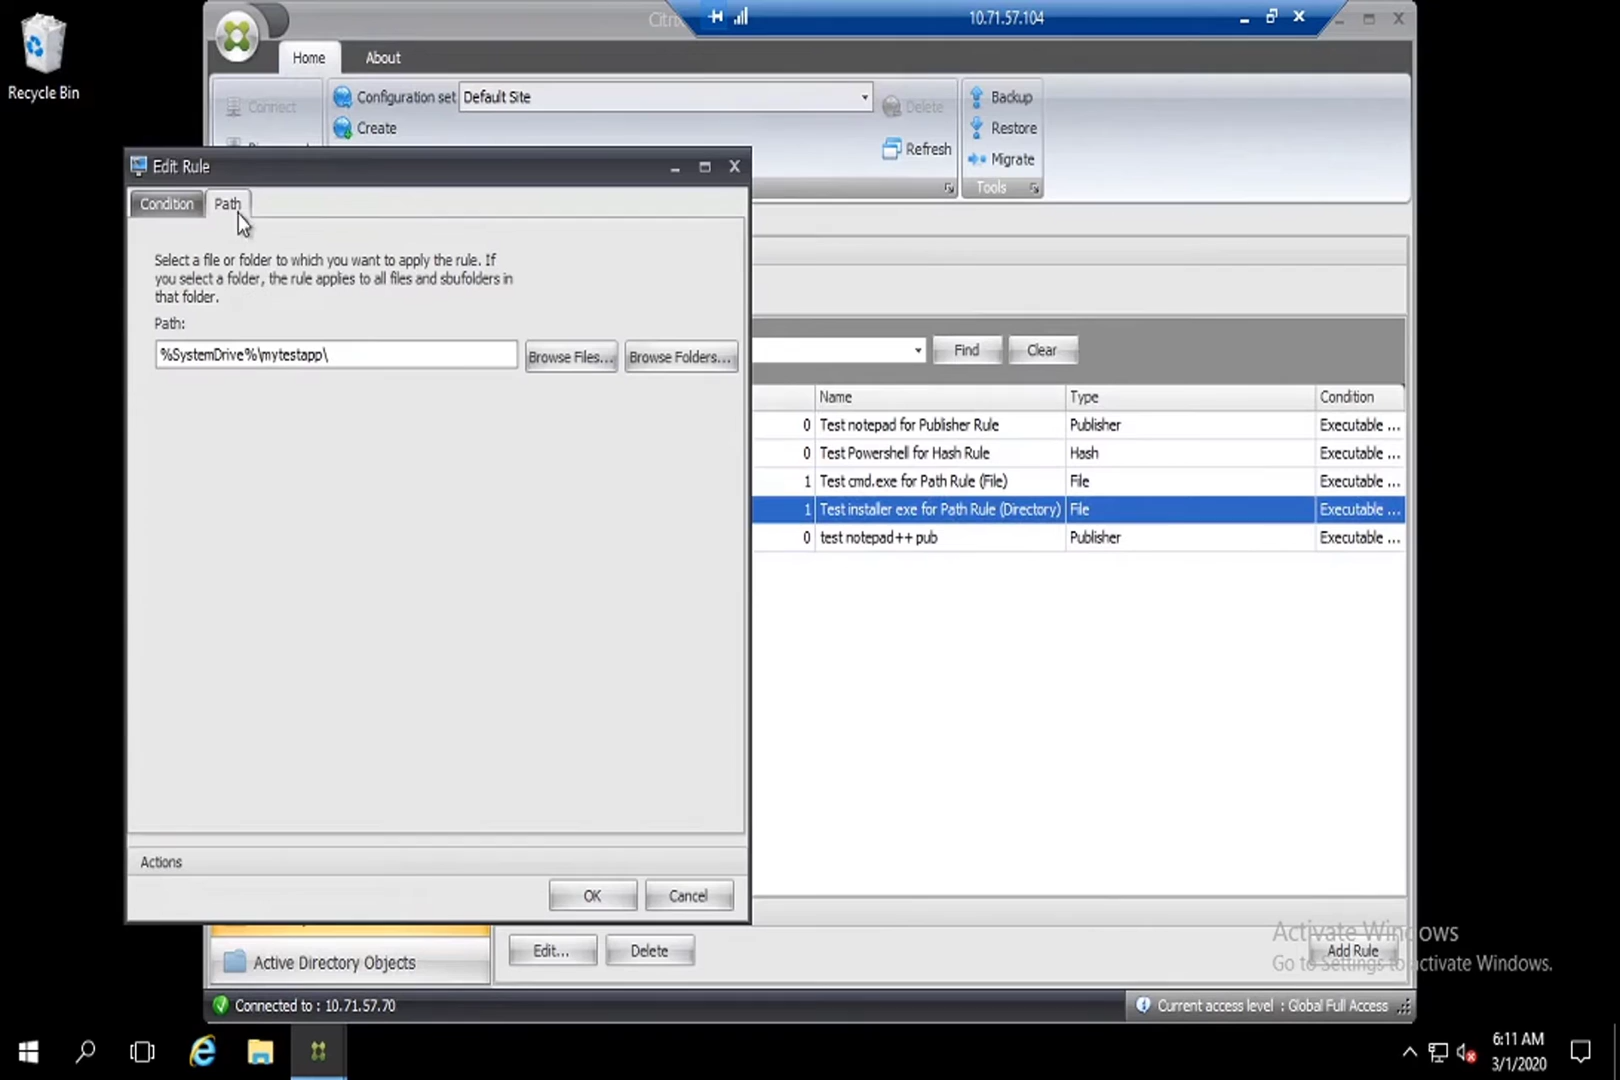 Recycle Bin
Citrix
10.71.57.104
Home
About
Connect
Configuration set
Default Site
Create
Delete
Refresh
Backup
Restore
Migrate
Tools
Edit Rule
Condition
Path
Select a file or folder to which you want to apply the rule. If
you select a folder, the rule applies to all files and sbufolders in
that folder.
Path:
%SystemDrive%\mytestapp\
Browse Files...
Browse Folders...
Find
Clear
Name
Type
Condition
0 Test notepad for Publisher Rule Publisher Executable ...
0 Test Powershell for Hash Rule Hash Executable ...
1 Test cmd.exe for Path Rule (File) File Executable ...
1 Test installer exe for Path Rule (Directory) File Executable ...
0 test notepad++ pub Publisher Executable ...
Actions
OK
Cancel
Active Directory Objects
Edit...
Delete
Add Rule
Activate Windows
Go to Settings to activate Windows.
Connected to : 10.71.57.70
Current access level : Global Full Access
6:11 AM
3/1/2020